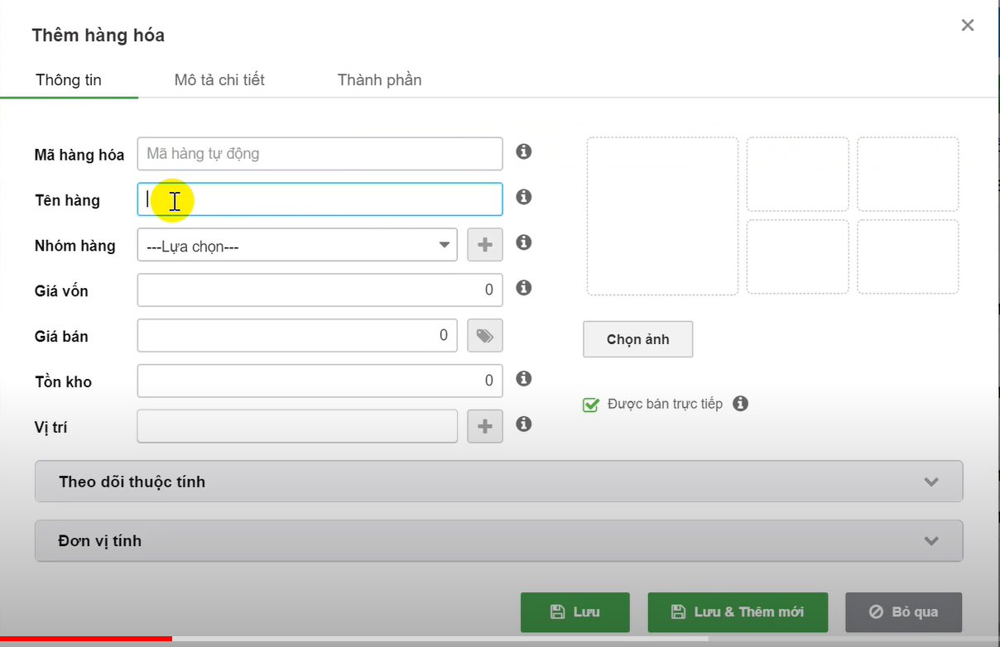 Thêm hàng hóa
Thông tin
Mô tả chi tiết
Thành phần
Mã hàng hóa
Mã hàng tự động
Tên hàng
Nhóm hàng
---Lựa chọn---
Giá vốn
0
Giá bán
0
Tồn kho
0
Vị trí
Chọn ảnh
Được bán trực tiếp
Theo dõi thuộc tính
Đơn vị tính
Lưu
Lưu & Thêm mới
Bỏ qua